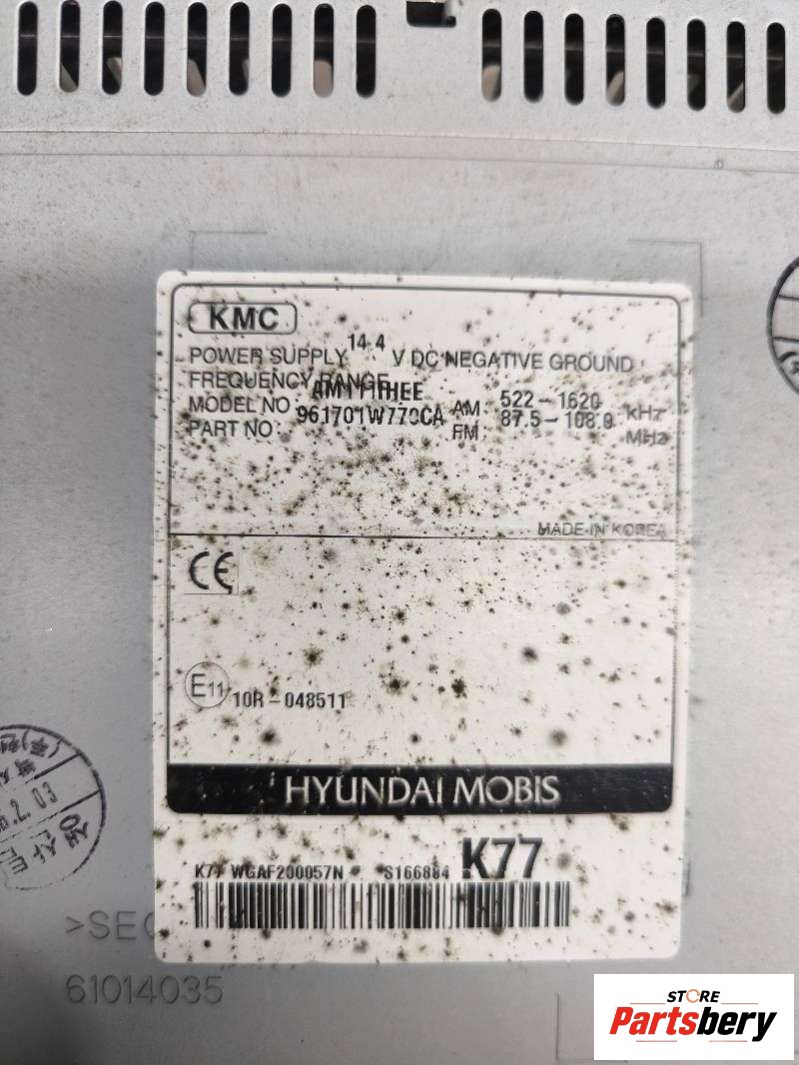 KMC
POWER SUPPLY 14.4 V DC NEGATIVE GROUND
FREQUENCY RANGE
MODEL NO AM111IHEE AM: 522-1620 kHz
PART NO: 961701W770CA FM: 87.5-108.0 MHz
MADE IN KOREA
CE
E11 10R-048511
HYUNDAI MOBIS
K77 WGAF200057N S166884 K77
>SEC
61014035
STORE
Partsbery